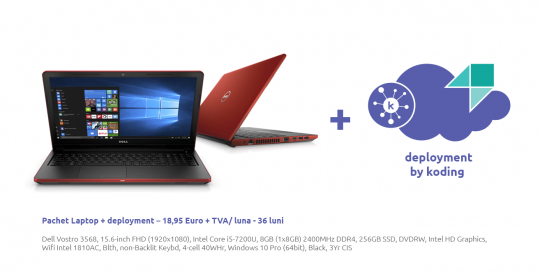 DELL
DELL
k
deployment
by koding
Pachet Laptop + deployment – 18,95 Euro + TVA/ luna - 36 luni
Dell Vostro 3568, 15.6-inch FHD (1920x1080), Intel Core i5-7200U, 8GB (1x8GB) 2400MHz DDR4, 256GB SSD, DVDRW, Intel HD Graphics,
Wifi Intel 1810AC, Blth, non-Backlit Keybd, 4-cell 40WHr, Windows 10 Pro (64bit), Black, 3Yr CIS